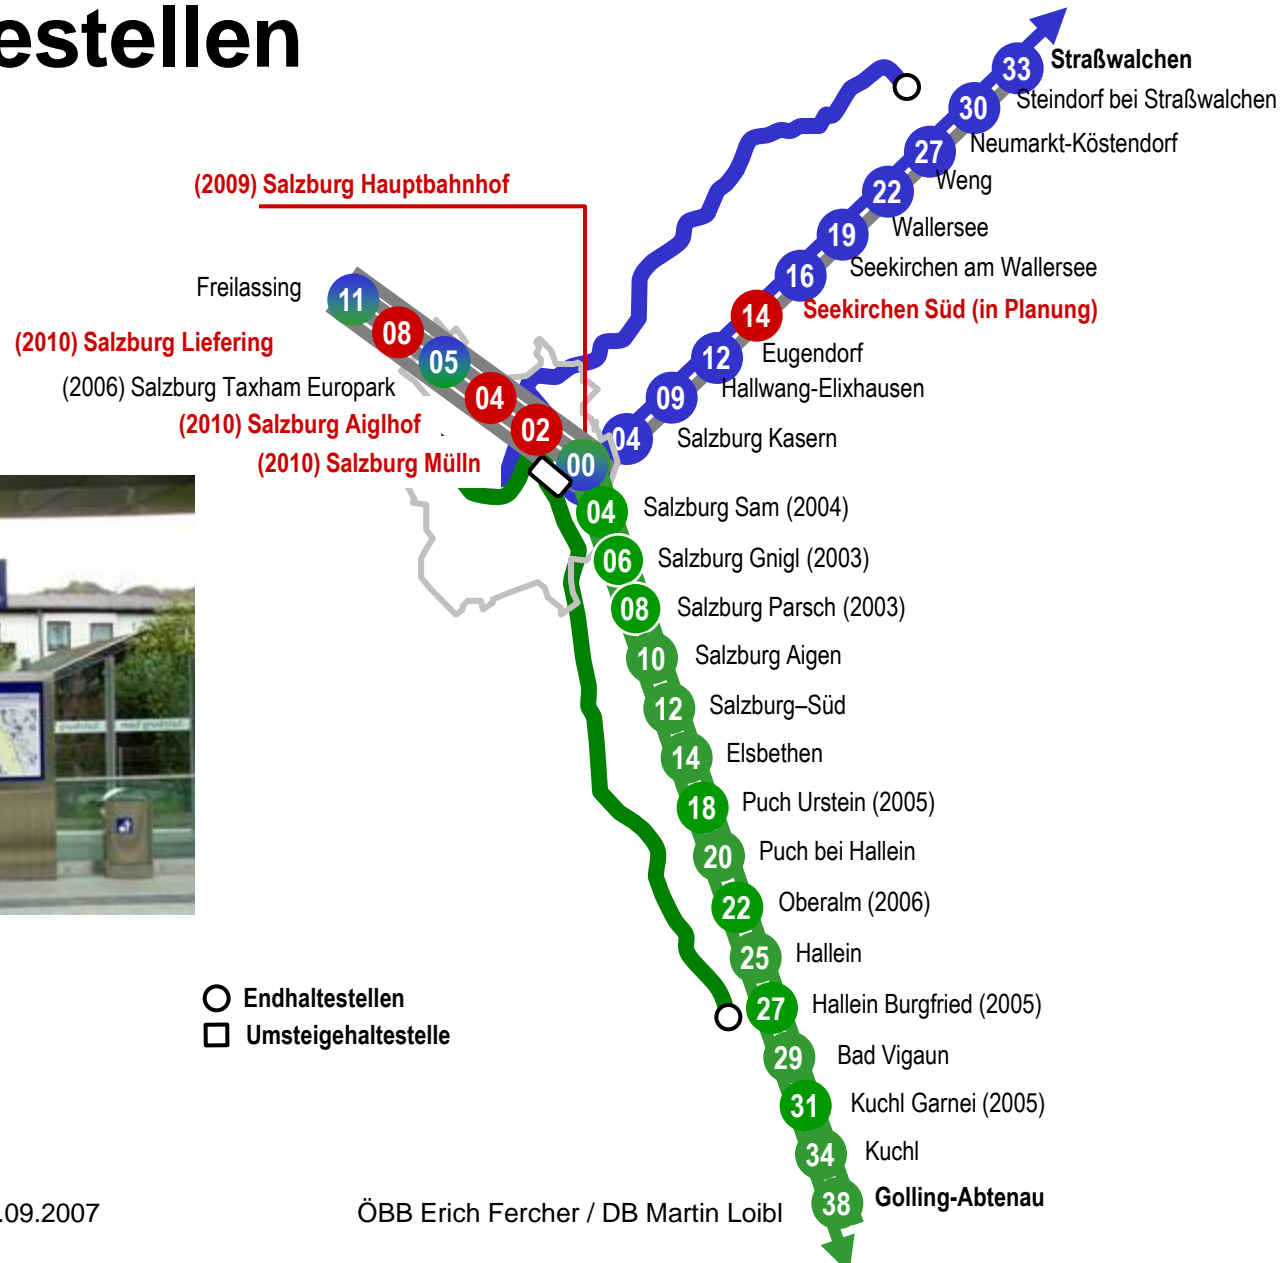 estellen
33 Straßwalchen
30 Steindorf bei Straßwalchen
27 Neumarkt-Köstendorf
22 Weng
19 Wallersee
16 Seekirchen am Wallersee
14 Seekirchen Süd (in Planung)
12 Eugendorf
09 Hallwang-Elixhausen
04 Salzburg Kasern
(2009) Salzburg Hauptbahnhof
Freilassing 11
(2010) Salzburg Liefering 08
(2006) Salzburg Taxham Europark 05
(2010) Salzburg Aiglhof 04
(2010) Salzburg Mülln 02
00
04 Salzburg Sam (2004)
06 Salzburg Gnigl (2003)
08 Salzburg Parsch (2003)
10 Salzburg Aigen
12 Salzburg–Süd
14 Elsbethen
18 Puch Urstein (2005)
20 Puch bei Hallein
22 Oberalm (2006)
25 Hallein
27 Hallein Burgfried (2005)
29 Bad Vigaun
31 Kuchl Garnei (2005)
34 Kuchl
38 Golling-Abtenau
Endhaltestellen
Umsteigehaltestelle
.09.2007
ÖBB Erich Fercher / DB Martin Loibl